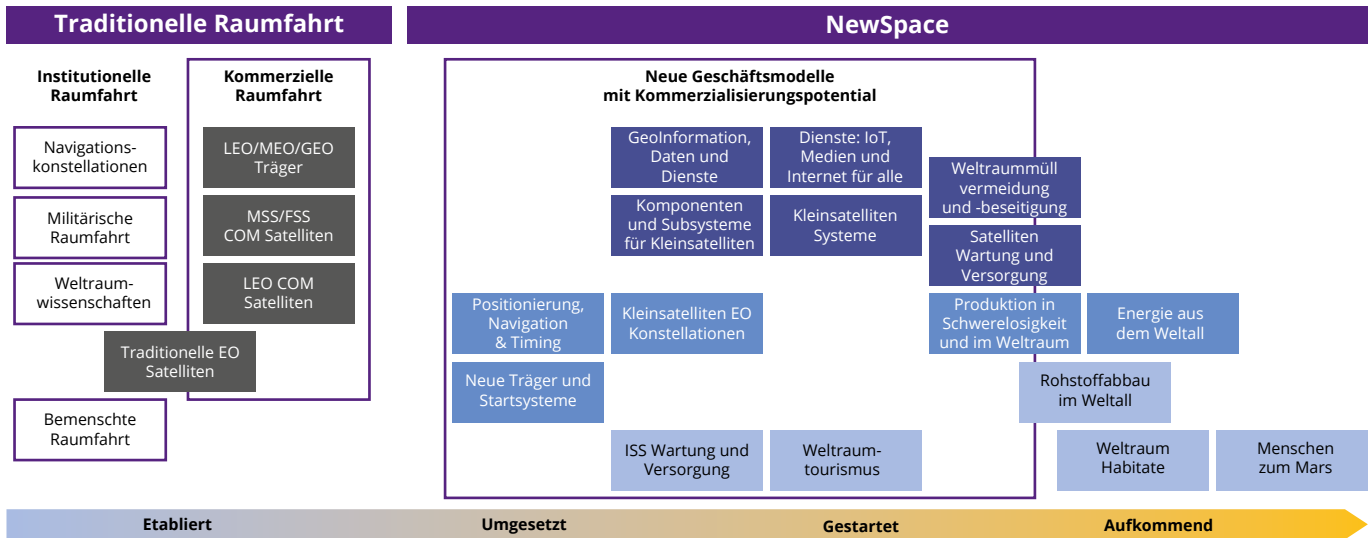 Traditionelle Raumfahrt
NewSpace
Institutionelle
Raumfahrt
Kommerzielle
Raumfahrt
Neue Geschäftsmodelle
mit Kommerzialisierungspotential
Navigations-
konstellationen
Militärische
Raumfahrt
Weltraum-
wissenschaften
LEO/MEO/GEO
Träger
MSS/FSS
COM Satelliten
LEO COM
Satelliten
Traditionelle EO
Satelliten
Bemenschte
Raumfahrt
GeoInformation,
Daten und
Dienste
Dienste: IoT,
Medien und
Internet für alle
Weltraummüll
vermeidung
und -beseitigung
Komponenten
und Subsysteme
für Kleinsatelliten
Kleinsatelliten
Systeme
Satelliten
Wartung und
Versorgung
Positionierung,
Navigation
& Timing
Kleinsatelliten EO
Konstellationen
Produktion in
Schwerelosigkeit
und im Weltraum
Energie aus
dem Weltall
Neue Träger und
Startsysteme
Rohstoffabbau
im Weltall
ISS Wartung und
Versorgung
Weltraum-
tourismus
Weltraum
Habitate
Menschen
zum Mars
Etabliert
Umgesetzt
Gestartet
Aufkommend